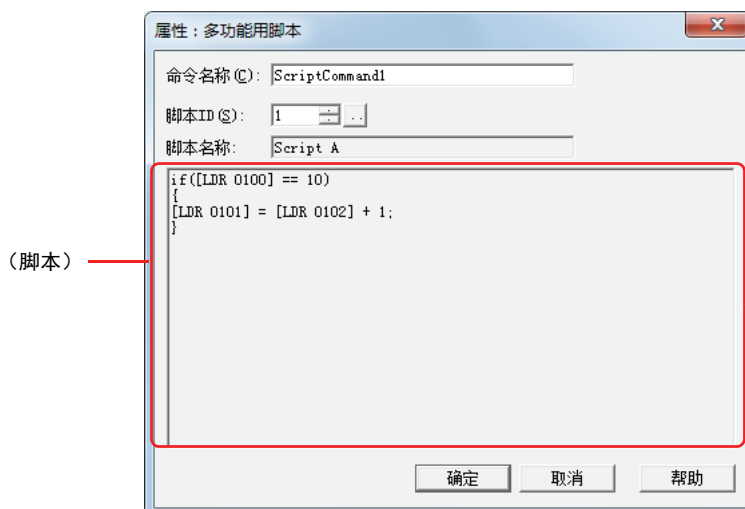 属性：多功能用脚本
命令名称(C): ScriptCommand1
脚本ID(S): 1 ..
脚本名称: Script A
if([LDR 0100] == 10)
{
[LDR 0101] = [LDR 0102] + 1;
}
（脚本）
确定 取消 帮助